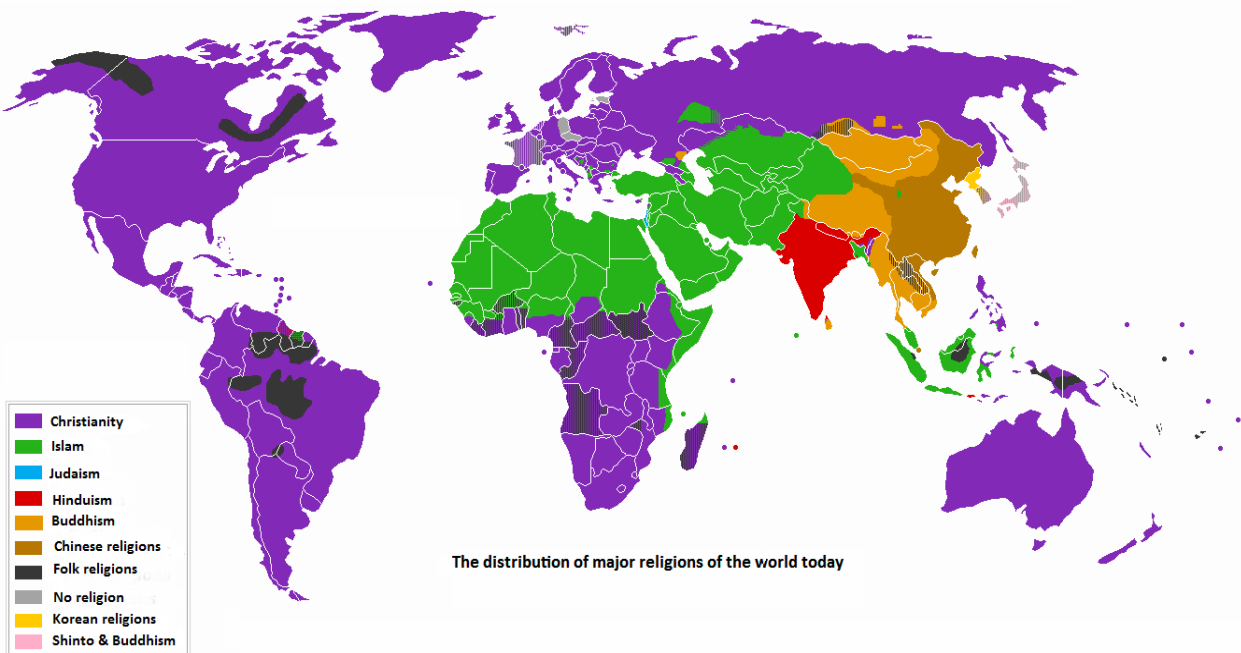 Christianity
Islam
Judaism
Hinduism
Buddhism
Chinese religions
Folk religions
No religion
Korean religions
Shinto & Buddhism
The distribution of major religions of the world today